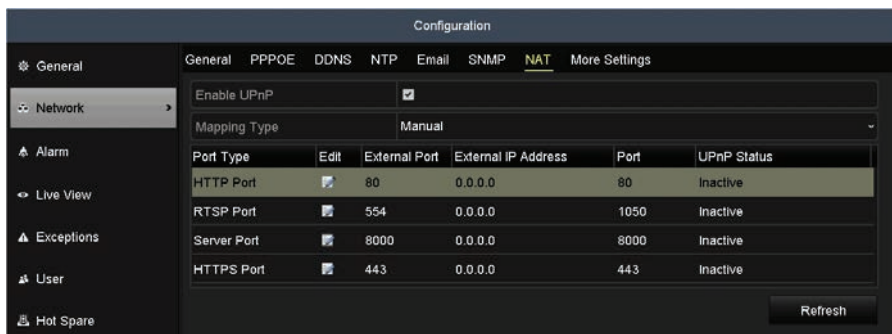 Configuration
General
Network
Alarm
Live View
Exceptions
User
Hot Spare
General PPPOE DDNS NTP Email SNMP NAT More Settings
Enable UPnP
Mapping Type Manual
Port Type Edit External Port External IP Address Port UPnP Status
HTTP Port 80 0.0.0.0 80 Inactive
RTSP Port 554 0.0.0.0 1050 Inactive
Server Port 8000 0.0.0.0 8000 Inactive
HTTPS Port 443 0.0.0.0 443 Inactive
Refresh